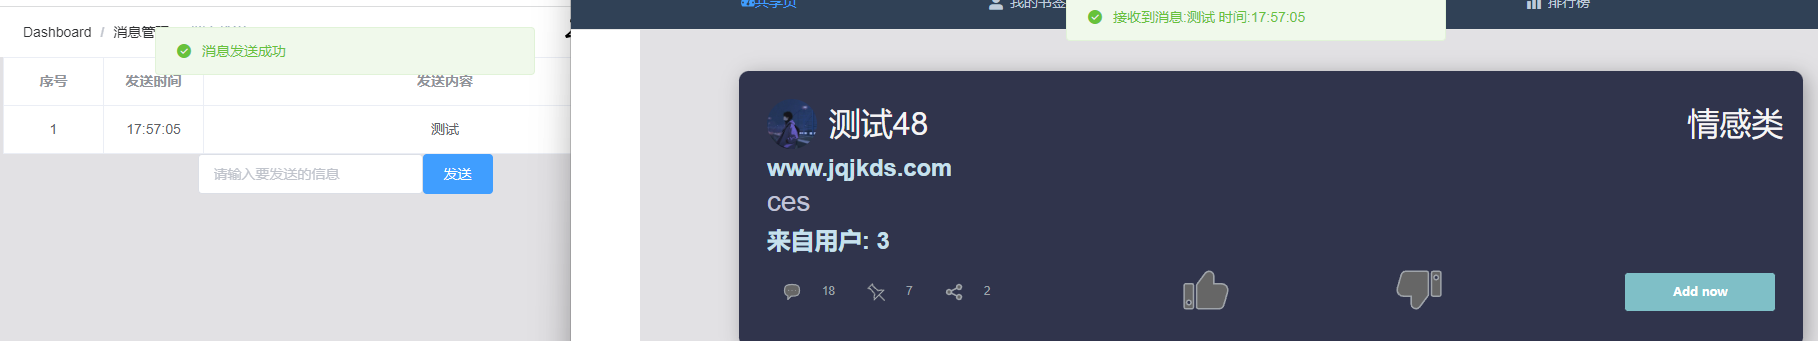 Dashboard / 消息管理
消息发送成功
序号 发送时间 发送内容
1 17:57:05 测试
请输入要发送的信息 发送
共享页 我的书签 排行榜
接收到消息:测试 时间:17:57:05
测试48 情感类
www.jqjkds.com
ces
来自用户: 3
18 7 2 Add now